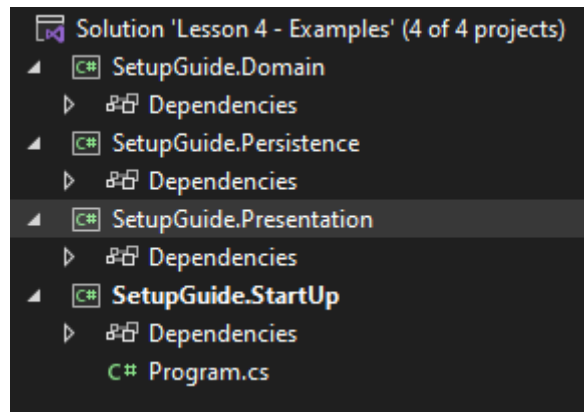 Solution 'Lesson 4 - Examples' (4 of 4 projects)
C# SetupGuide.Domain
Dependencies
C# SetupGuide.Persistence
Dependencies
C# SetupGuide.Presentation
Dependencies
C# SetupGuide.StartUp
Dependencies
C# Program.cs